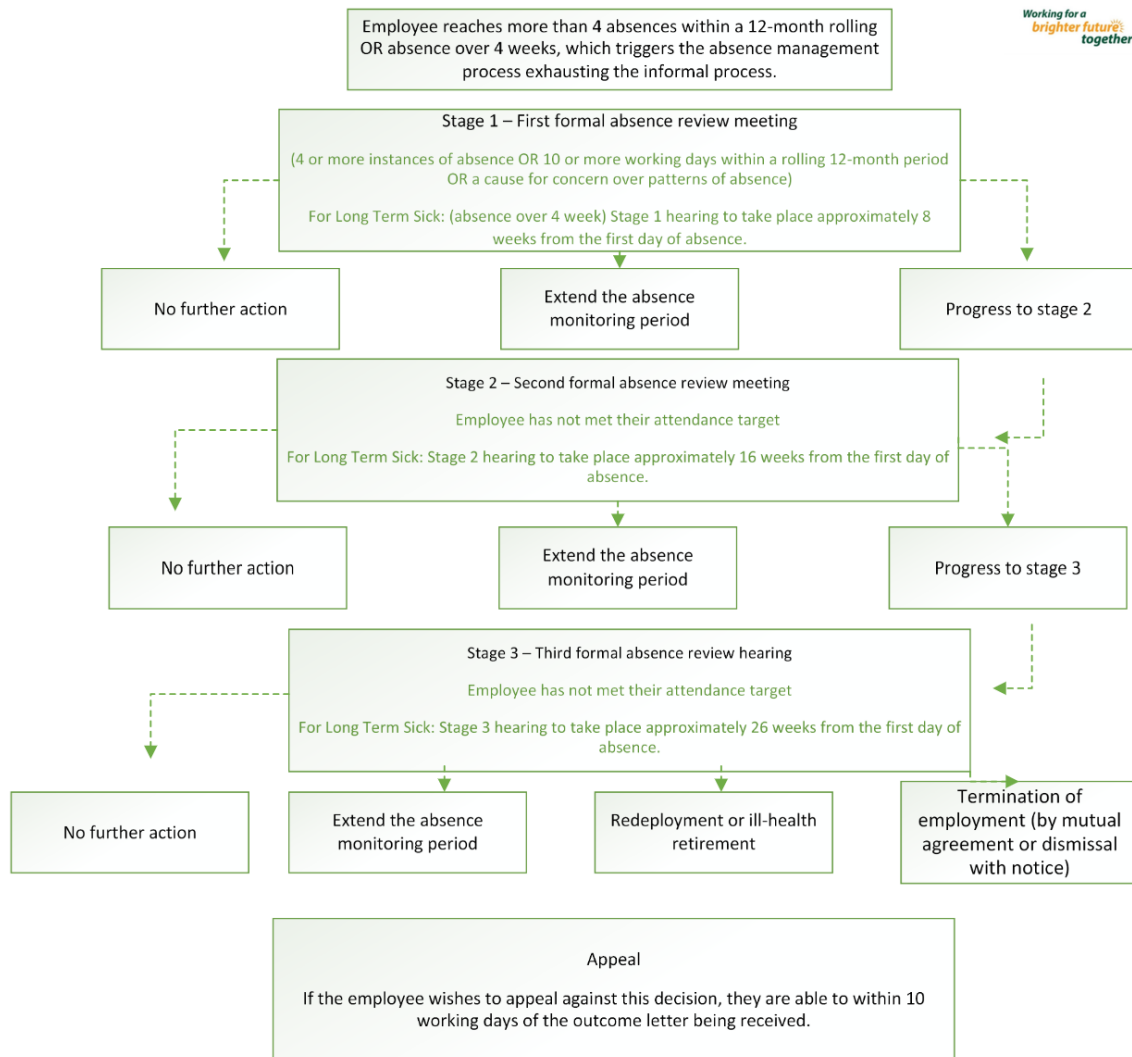 Working for a
brighter future
together
Employee reaches more than 4 absences within a 12-month rolling
OR absence over 4 weeks, which triggers the absence management
process exhausting the informal process.
Stage 1 – First formal absence review meeting
(4 or more instances of absence OR 10 or more working days within a rolling 12-month period
OR a cause for concern over patterns of absence)
For Long Term Sick: (absence over 4 week) Stage 1 hearing to take place approximately 8
weeks from the first day of absence.
No further action
Extend the absence
monitoring period
Progress to stage 2
Stage 2 – Second formal absence review meeting
Employee has not met their attendance target
For Long Term Sick: Stage 2 hearing to take place approximately 16 weeks from the first day of
absence.
No further action
Extend the absence
monitoring period
Progress to stage 3
Stage 3 – Third formal absence review hearing
Employee has not met their attendance target
For Long Term Sick: Stage 3 hearing to take place approximately 26 weeks from the first day of
absence.
No further action
Extend the absence
monitoring period
Redeployment or ill-health
retirement
Termination of
employment (by mutual
agreement or dismissal
with notice)
Appeal
If the employee wishes to appeal against this decision, they are able to within 10
working days of the outcome letter being received.